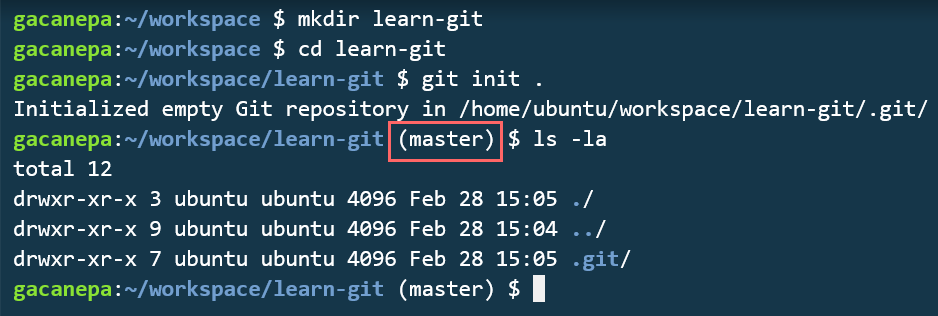 gacanepa:~/workspace $ mkdir learn-git
gacanepa:~/workspace $ cd learn-git
gacanepa:~/workspace/learn-git $ git init .
Initialized empty Git repository in /home/ubuntu/workspace/learn-git/.git/
gacanepa:~/workspace/learn-git (master) $ ls -la
total 12
drwxr-xr-x 3 ubuntu ubuntu 4096 Feb 28 15:05 ./
drwxr-xr-x 9 ubuntu ubuntu 4096 Feb 28 15:04 ../
drwxr-xr-x 7 ubuntu ubuntu 4096 Feb 28 15:05 .git/
gacanepa:~/workspace/learn-git (master) $